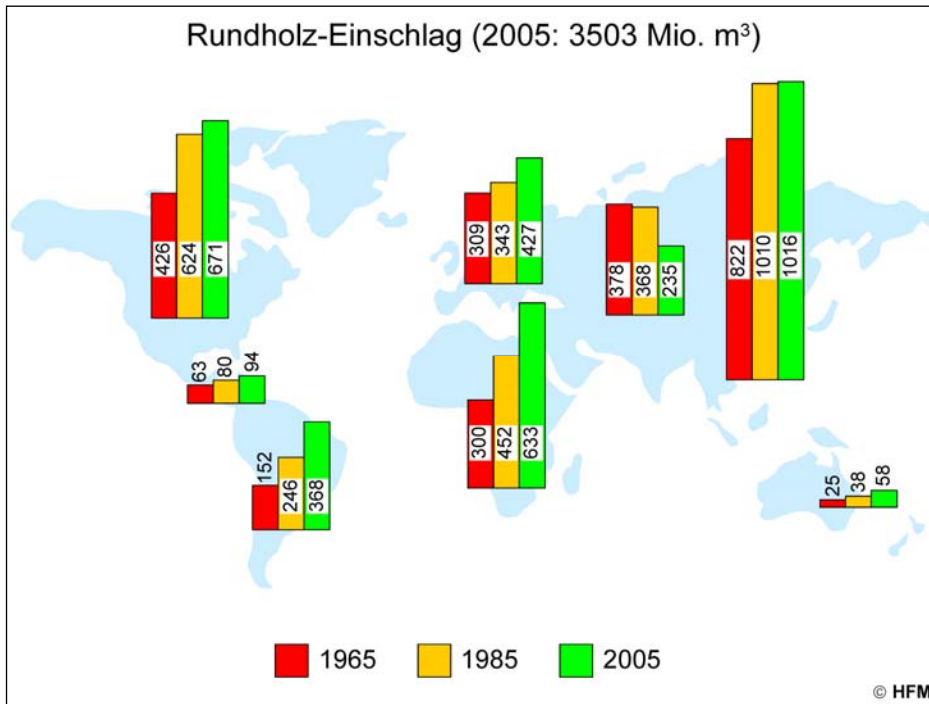 Rundholz-Einschlag (2005: 3503 Mio. m³)
426 624 671
309 343 427
378 368 235
822 1010 1016
63 80 94
300 452 633
152 246 368
25 38 58
1965 1985 2005
© HFM